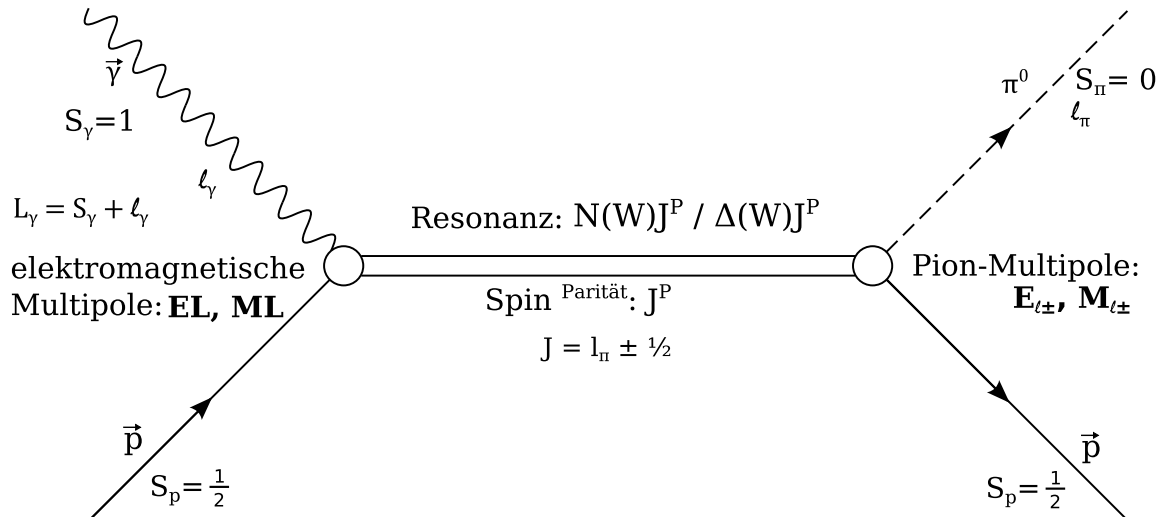 γ⃗
S_γ=1
ℓ_γ
L_γ = S_γ + ℓ_γ
elektromagnetische
Multipole: EL, ML
p⃗
S_p = 1/2
Resonanz: N(W)J^P / Δ(W)J^P
Spin ^Parität: J^P
J = l_π ± ½
π⁰
S_π= 0
ℓ_π
Pion-Multipole:
E_ℓ±, M_ℓ±
p⃗
S_p = 1/2